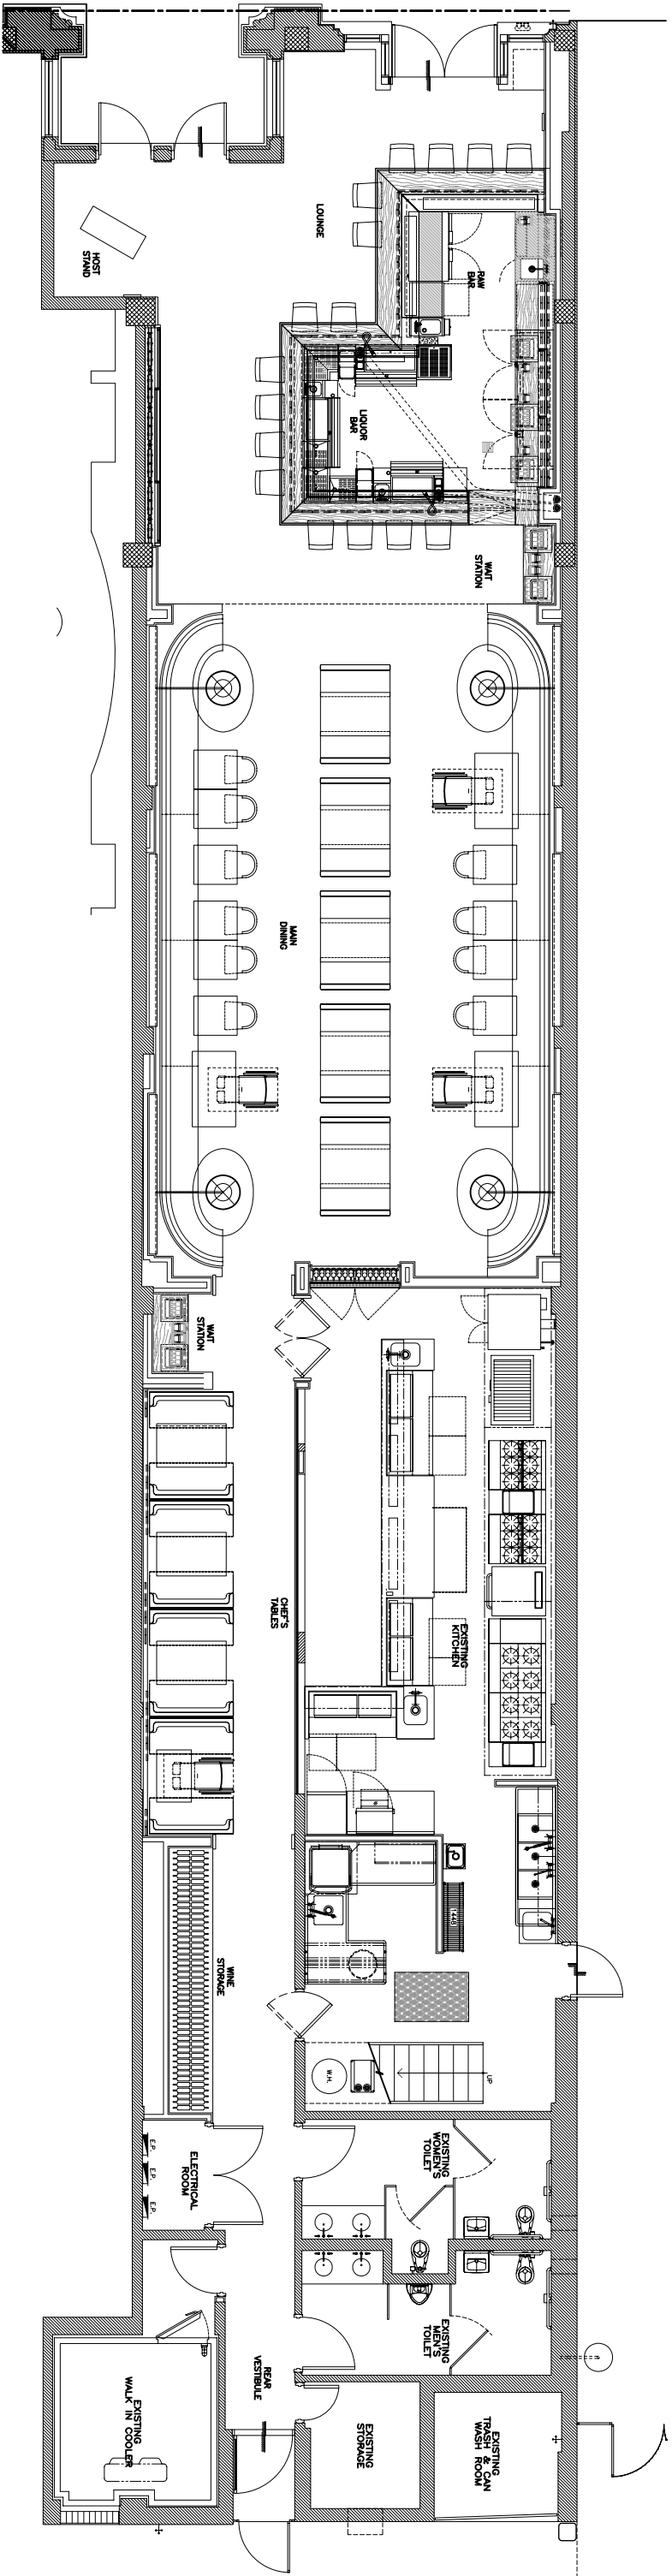 HOST
STAND
LOUNGE
RAW
BAR
LIQUOR
BAR
WAIT
STATION
MAIN
DINING
WAIT
STATION
CHEF'S
TABLES
EXISTING
KITCHEN
1448
WINE
STORAGE
W.H.
UP
E.P.
E.P.
E.P.
ELECTRICAL
ROOM
EXISTING
WOMEN'S
TOILET
EXISTING
MEN'S
TOILET
REAR
VESTIBULE
EXISTING
WALK IN COOLER
EXISTING
STORAGE
EXISTING
TRASH & CAN
WASH ROOM